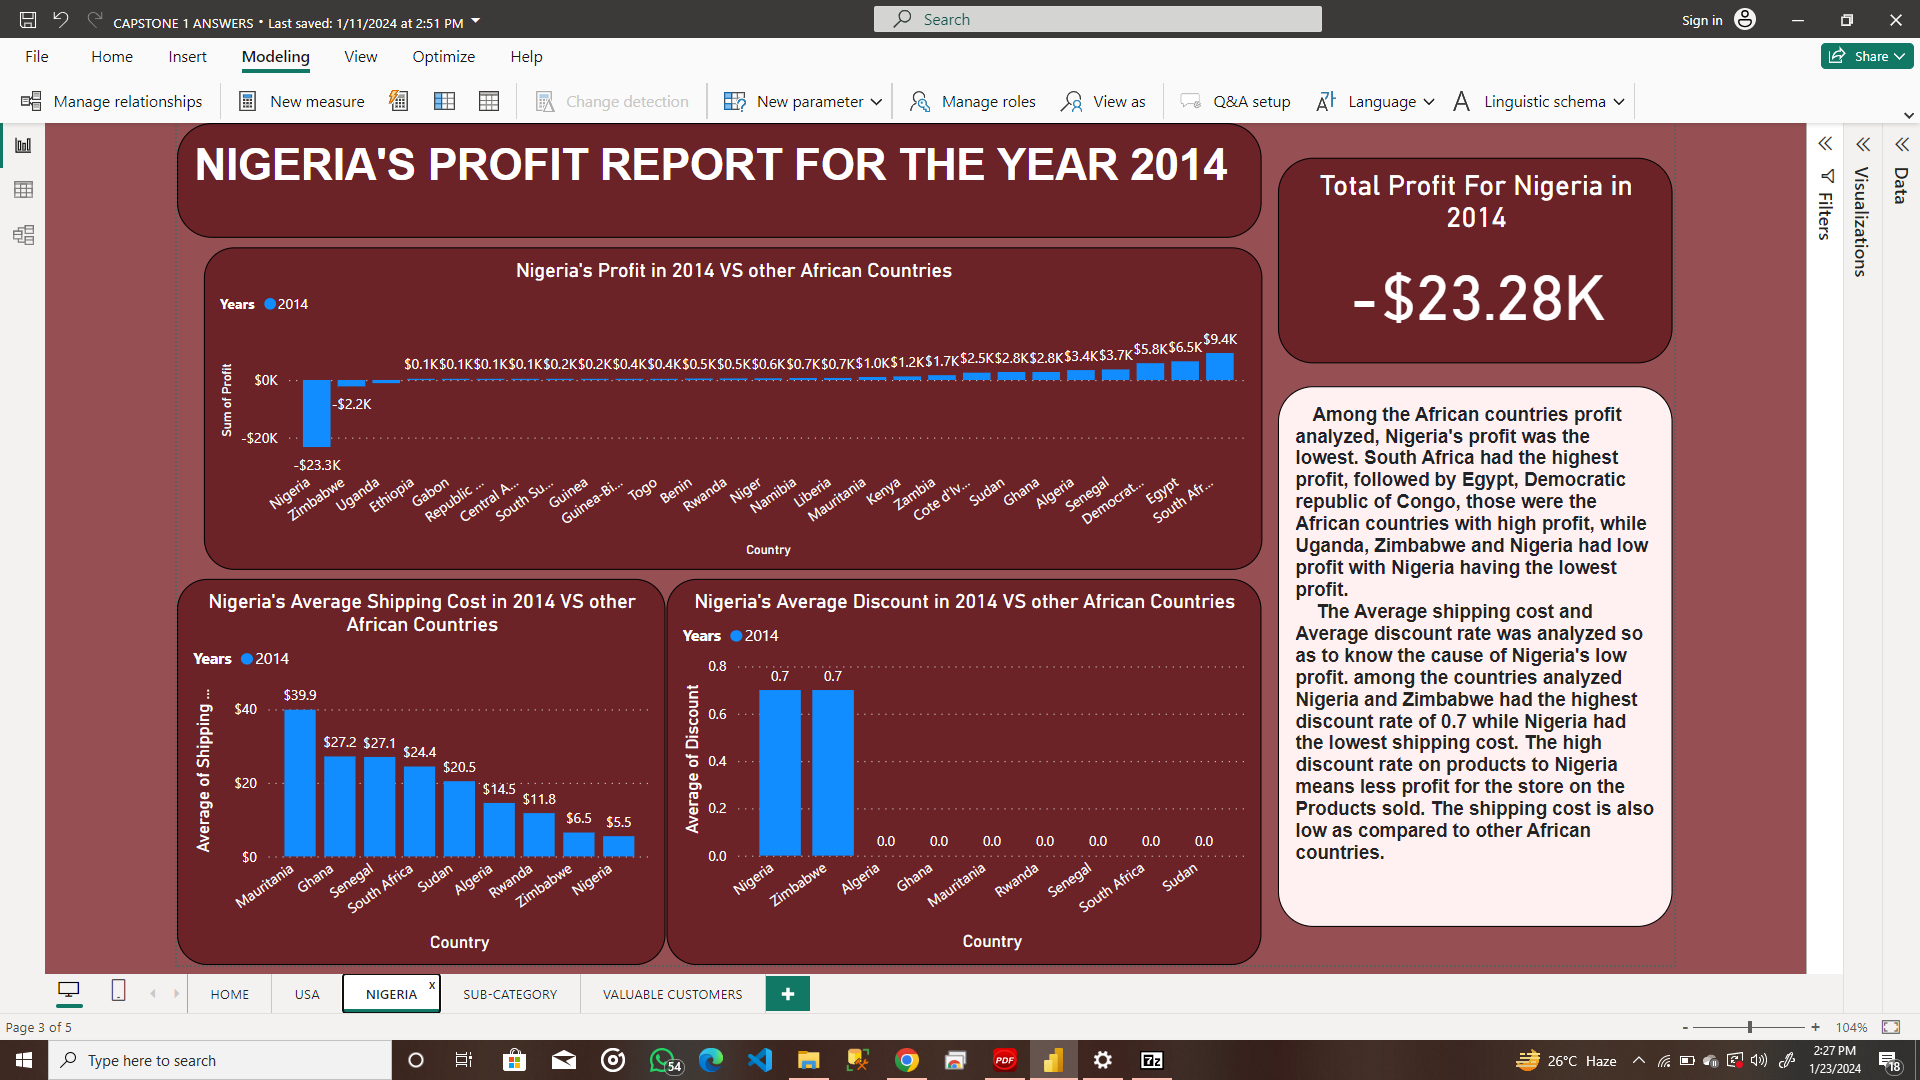 CAPSTONE 1 ANSWERS • Last saved: 1/11/2024 at 2:51 PM
Search
Sign in
File Home Insert Modeling View Optimize Help
Share
Manage relationships New measure Change detection New parameter Manage roles View as Q&A setup Language Linguistic schema
NIGERIA'S PROFIT REPORT FOR THE YEAR 2014
Total Profit For Nigeria in
2014
-$23.28K
Nigeria's Profit in 2014 VS other African Countries
Years 2014
Sum of Profit
$0K
-$20K
-$23.3K
-$2.2K
$0.1K $0.1K $0.1K $0.1K $0.2K $0.2K $0.4K $0.4K $0.5K $0.5K $0.6K $0.7K $0.7K $1.0K $1.2K $1.7K $2.5K $2.8K $2.8K $3.4K $3.7K $5.8K $6.5K $9.4K
Nigeria Zimbabwe Uganda Ethiopia Gabon Republic ... Central A... South Su... Guinea Guinea-Bi... Togo Benin Rwanda Niger Namibia Liberia Mauritania Kenya Zambia Cote d'Iv... Sudan Ghana Algeria Senegal Democrat... Egypt South Afr...
Country
Among the African countries profit
analyzed, Nigeria's profit was the
lowest. South Africa had the highest
profit, followed by Egypt, Democratic
republic of Congo, those were the
African countries with high profit, while
Uganda, Zimbabwe and Nigeria had low
profit with Nigeria having the lowest
profit.
The Average shipping cost and
Average discount rate was analyzed so
as to know the cause of Nigeria's low
profit. among the countries analyzed
Nigeria and Zimbabwe had the highest
discount rate of 0.7 while Nigeria had
the lowest shipping cost. The high
discount rate on products to Nigeria
means less profit for the store on the
Products sold. The shipping cost is also
low as compared to other African
countries.
Nigeria's Average Shipping Cost in 2014 VS other
African Countries
Years 2014
Average of Shipping ...
$40
$20
$0
$39.9 $27.2 $27.1 $24.4 $20.5 $14.5 $11.8 $6.5 $5.5
Mauritania Ghana Senegal South Africa Sudan Algeria Rwanda Zimbabwe Nigeria
Country
Nigeria's Average Discount in 2014 VS other African Countries
Years 2014
Average of Discount
0.8
0.6
0.4
0.2
0.0
0.7 0.7 0.0 0.0 0.0 0.0 0.0 0.0 0.0
Nigeria Zimbabwe Algeria Ghana Mauritania Rwanda Senegal South Africa Sudan
Country
Filters
Visualizations
Data
HOME USA NIGERIA x SUB-CATEGORY VALUABLE CUSTOMERS +
Page 3 of 5
- + 104%
Type here to search
54
PDF
7z
26°C Haze
2:27 PM
1/23/2024
18